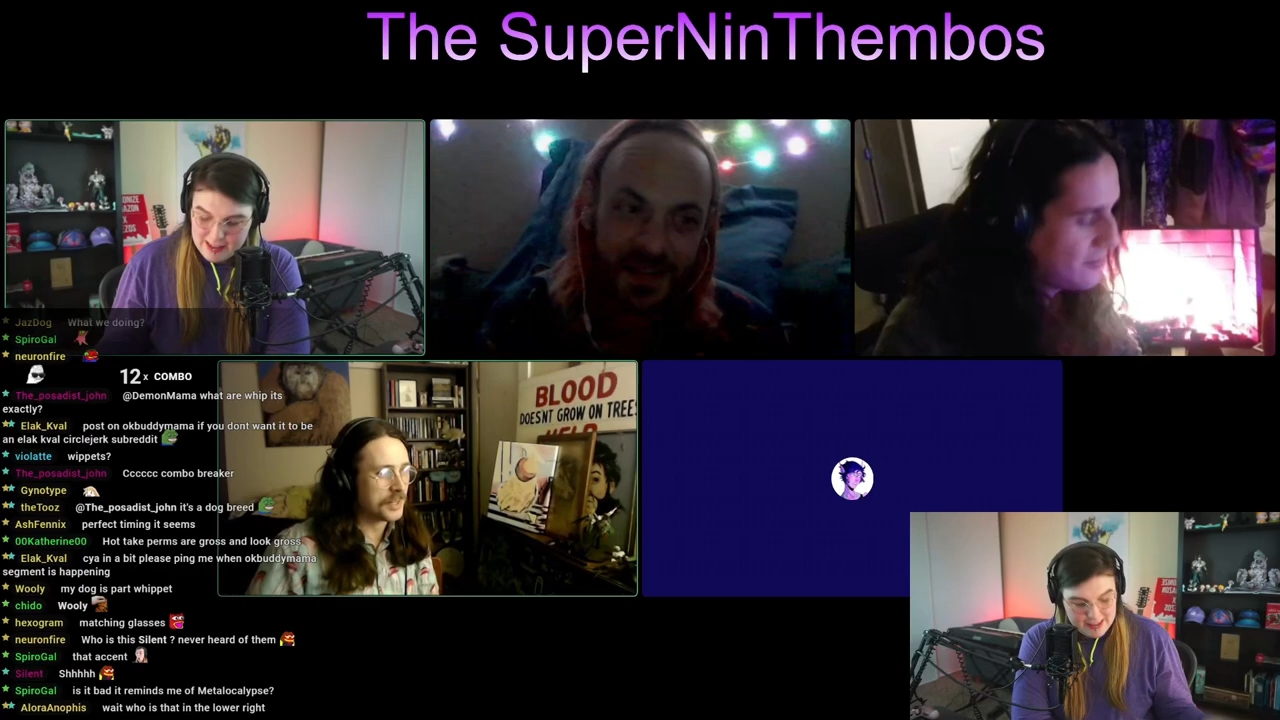 The SuperNinThembos
JazDog What we doing?
SpiroGal
neuronfire
12 x COMBO
The_posadist_john @DemonMama what are whip its
exactly?
Elak_Kval post on okbuddymama if you dont want it to be
an elak kval circlejerk subreddit
violatte wippets?
The_posadist_john Cccccc combo breaker
Gynotype
theTooz @The_posadist_john it's a dog breed
AshFennix perfect timing it seems
00Katherine00 Hot take perms are gross and look gross
Elak_Kval cya in a bit please ping me when okbuddymama
segment is happening
Wooly my dog is part whippet
chido Wooly
hexogram matching glasses
neuronfire Who is this Silent ? never heard of them
SpiroGal that accent
Silent Shhhhh
SpiroGal is it bad it reminds me of Metalocalypse?
AloraAnophis wait who is that in the lower right
BLOOD
DOESNT GROW ON TREES
HELP